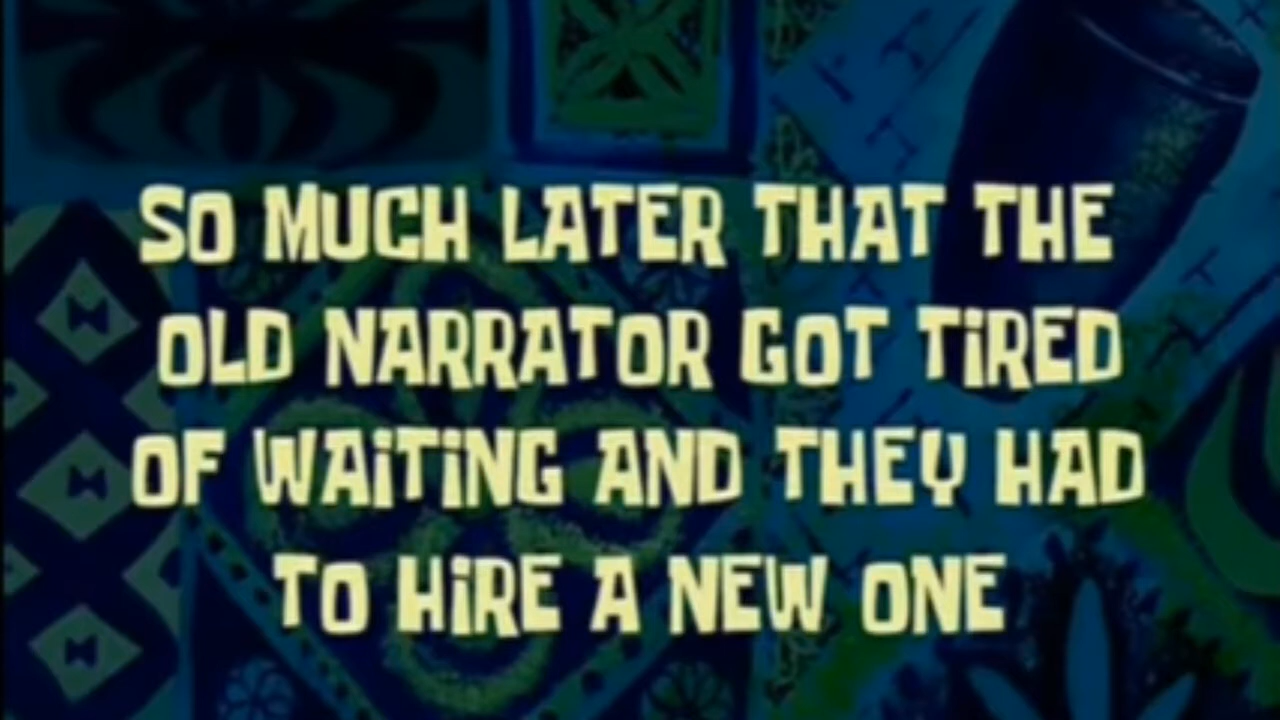 SO MUCH LATER THAT THE
OLD NARRATOR GOT TiRED
OF WAiTiNG AND THEY HAD
TO HiRE A NEW ONE